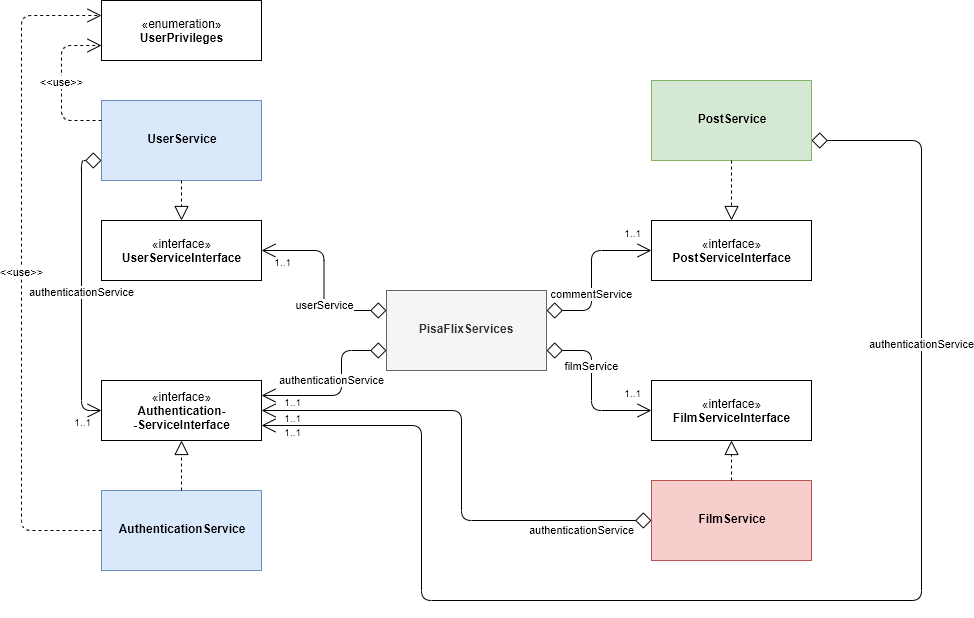 «enumeration»
UserPrivileges
<<use>>
UserService
PostService
«interface»
UserServiceInterface
1..1
1..1
«interface»
PostServiceInterface
<<use>>
authenticationService
userService
commentService
PisaFlixServices
authenticationService
filmService
authenticationService
«interface»
Authentication-
-ServiceInterface
1..1
1..1
1..1
1..1
1..1
«interface»
FilmServiceInterface
AuthenticationService
authenticationService
FilmService